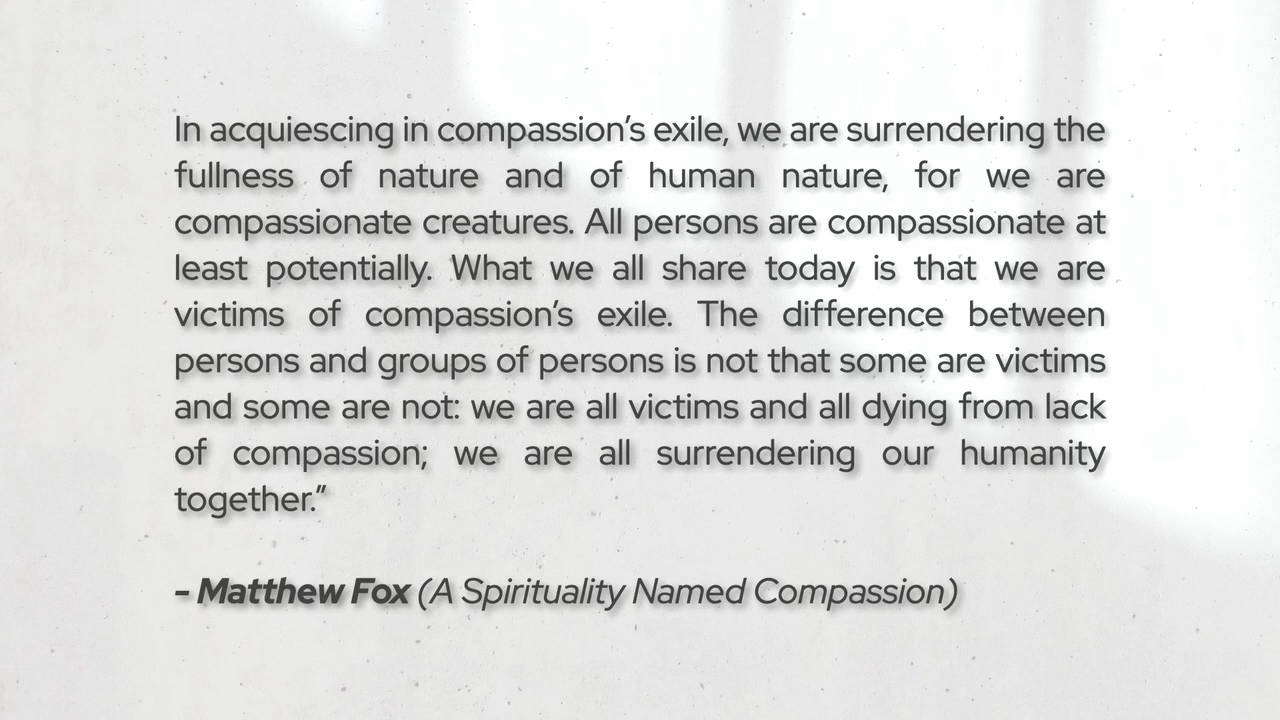 In acquiescing in compassion’s exile, we are surrendering the
fullness of nature and of human nature, for we are
compassionate creatures. All persons are compassionate at
least potentially. What we all share today is that we are
victims of compassion’s exile. The difference between
persons and groups of persons is not that some are victims
and some are not: we are all victims and all dying from lack
of compassion; we are all surrendering our humanity
together.”
- Matthew Fox (A Spirituality Named Compassion)